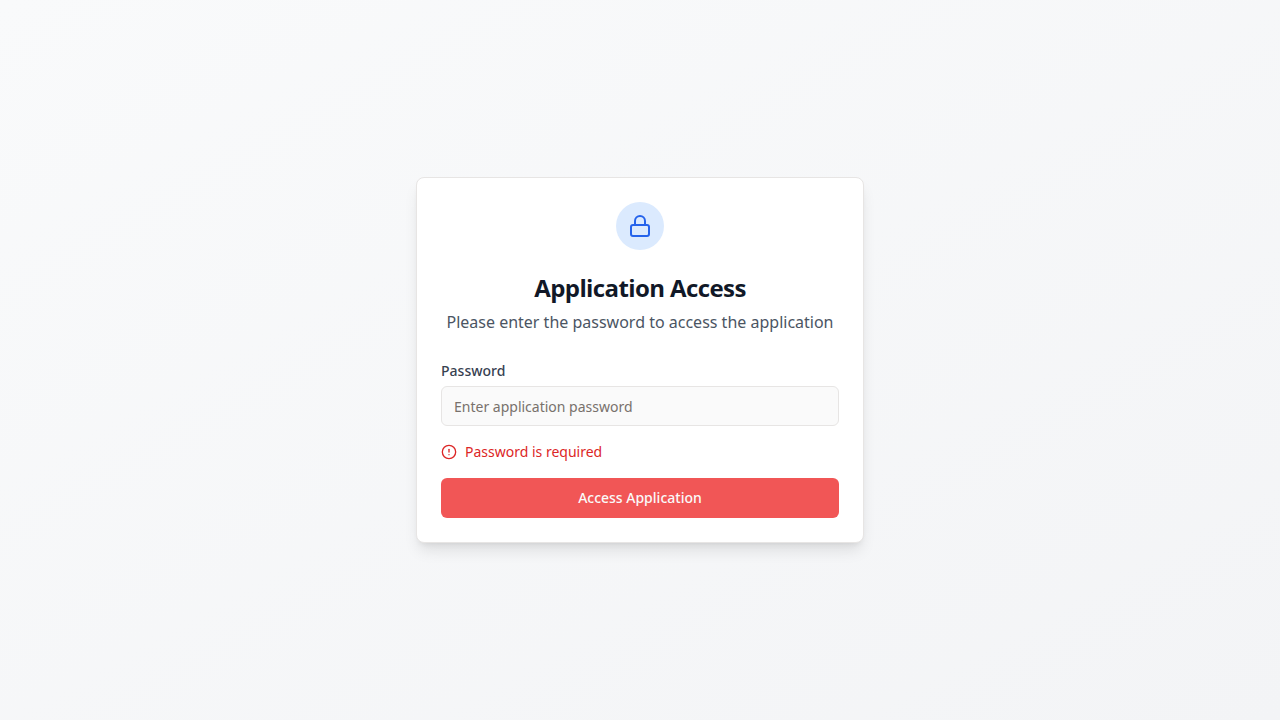 Application Access
Please enter the password to access the application
Password
Enter application password
Password is required
Access Application